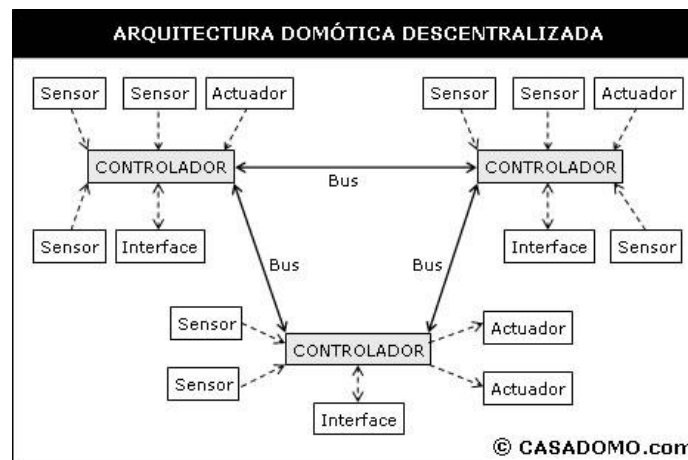 ARQUITECTURA DOMÓTICA DESCENTRALIZADA
Sensor Sensor Actuador Sensor Sensor Actuador
CONTROLADOR CONTROLADOR
Bus
Sensor Interface Interface Sensor
Bus Bus
Sensor Actuador
CONTROLADOR
Sensor Actuador
Interface
© CASADOMO.com